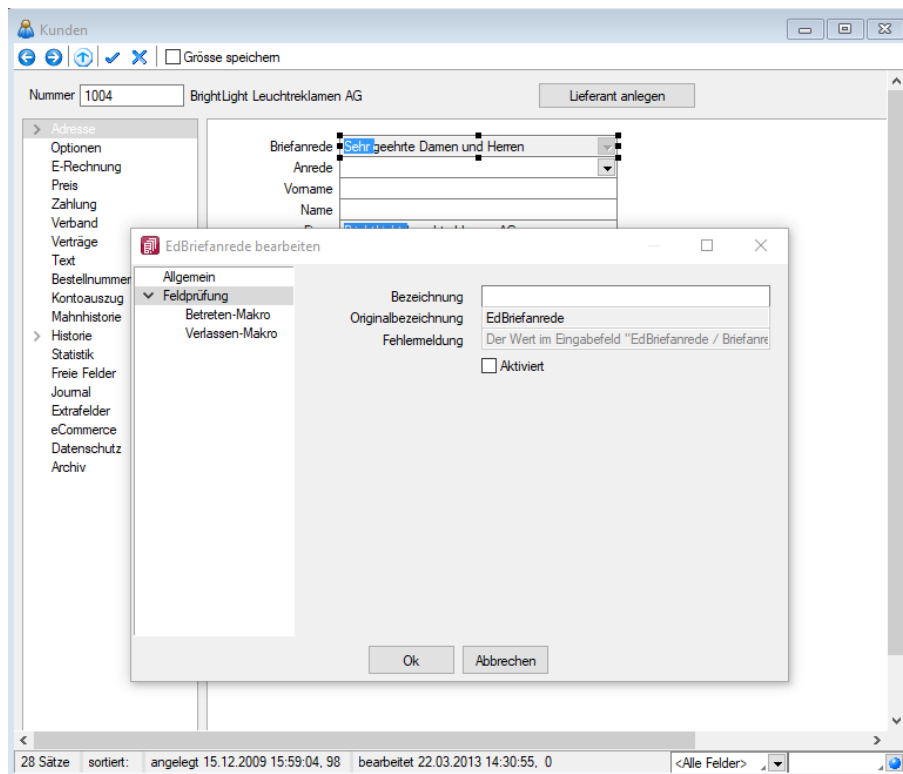 Kunden
Grösse speichern
Nummer 1004 BrightLight Leuchtreklamen AG Lieferant anlegen
Adresse
Optionen
E-Rechnung
Preis
Zahlung
Verband
Verträge
Text
Bestellnummer
Kontoauszug
Mahnhistorie
Historie
Statistik
Freie Felder
Journal
Extrafelder
eCommerce
Datenschutz
Archiv
Briefanrede Sehr geehrte Damen und Herren
Anrede
Vorname
Name
EdBriefanrede bearbeiten
Allgemein
Feldprüfung
Betreten-Makro
Verlassen-Makro
Bezeichnung
Originalbezeichnung EdBriefanrede
Fehlermeldung Der Wert im Eingabefeld "EdBriefanrede / Briefanre
Aktiviert
Ok Abbrechen
28 Sätze sortiert: angelegt 15.12.2009 15:59:04, 98 bearbeitet 22.03.2013 14:30:55, 0 <Alle Felder>